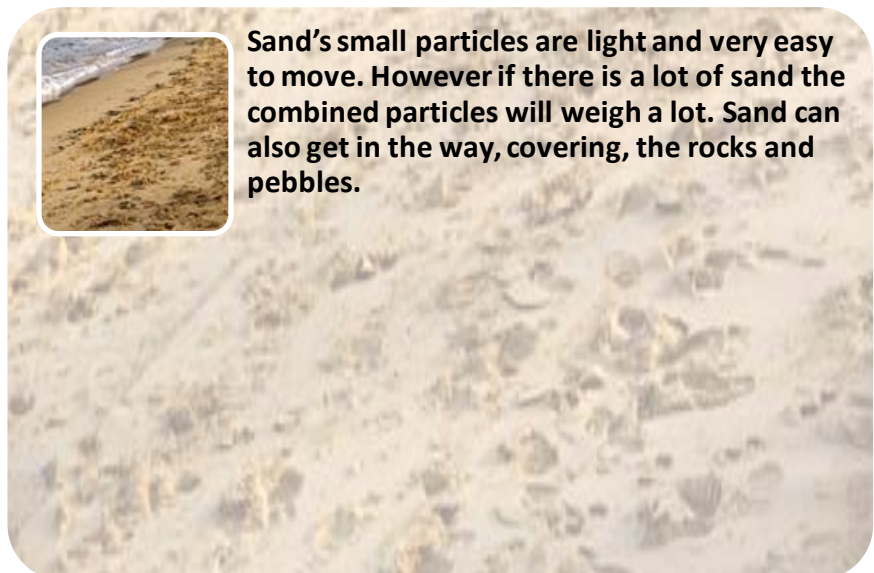 Sand’s small particles are light and very easy
to move. However if there is a lot of sand the
combined particles will weigh a lot. Sand can
also get in the way, covering, the rocks and
pebbles.